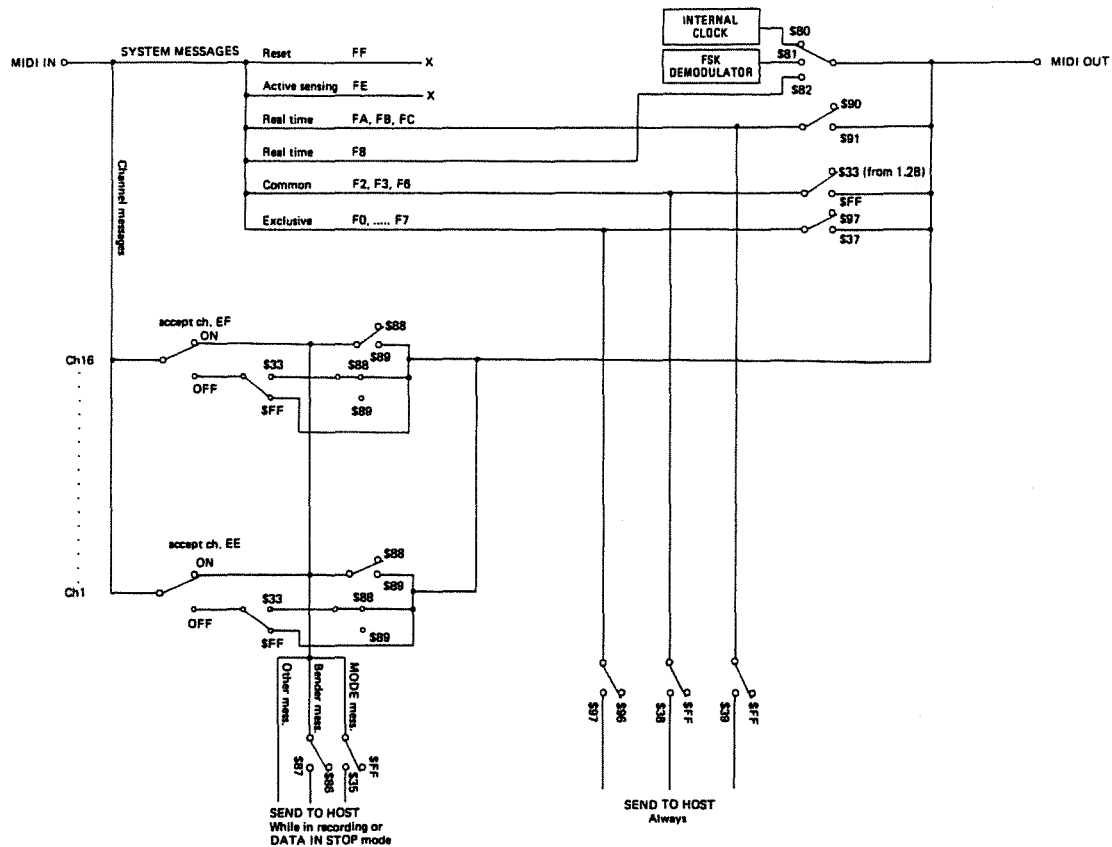 INTERNAL
CLOCK
$80
MIDI IN
SYSTEM MESSAGES
Reset FF
X
FSK
DEMODULATOR
$81
MIDI OUT
$82
Active sensing FE
X
Real time FA, FB, FC
$90
$91
Real time F8
Channel messages
Common F2, F3, F6
$33 (from 1.28)
$FF
Exclusive F0, ..... F7
$97
$37
accept ch. EF
ON
$88
$89
Ch16
$33
$88
OFF
$FF
$89
accept ch. EE
ON
$88
$89
Ch1
$33
$88
OFF
$FF
$89
Other mess.
Bender mess.
MODE mess.
$87
$86
$35
$FF
$97
$96
$38
$FF
$39
$FF
SEND TO HOST
While in recording or
DATA IN STOP mode
SEND TO HOST
Always